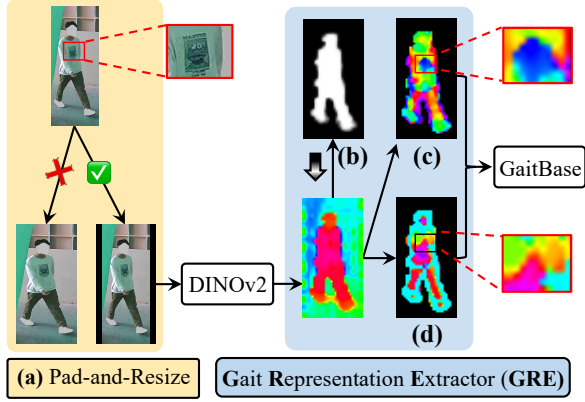 (b)
(c)
GaitBase
DINOv2
(d)
(a) Pad-and-Resize
Gait Representation Extractor (GRE)